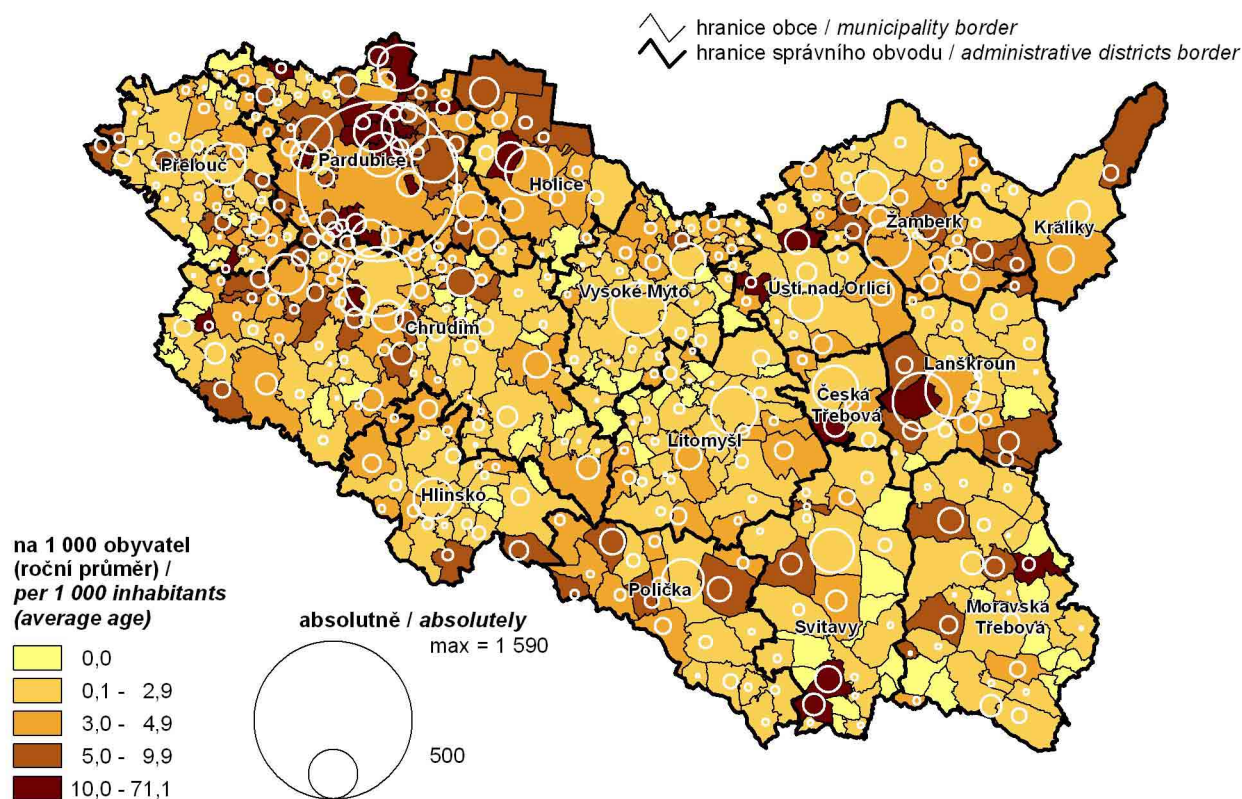 hranice obce / municipality border
hranice správního obvodu / administrative districts border
Přelouč
Pardubice
Holice
Žamberk
Králíky
Vysoké Mýto
Ústí nad Orlicí
Chrudim
Lanškroun
Česká
Třebová
Litomyšl
Hlinsko
Polička
Svitavy
Moravská
Třebová
na 1 000 obyvatel
(roční průměr) /
per 1 000 inhabitants
(average age)
0,0
0,1 - 2,9
3,0 - 4,9
5,0 - 9,9
10,0 - 71,1
absolutně / absolutely
max = 1 590
500